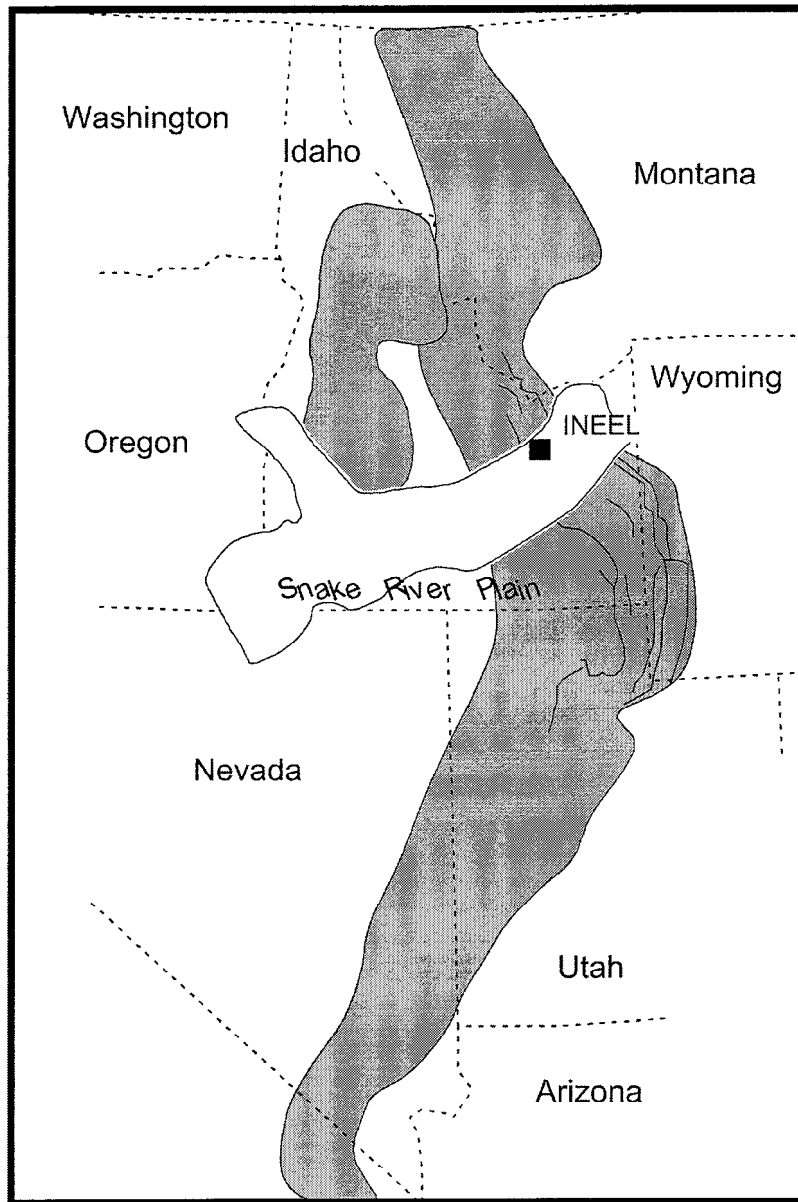 Washington
Idaho
Montana
Wyoming
INEEL
Oregon
Snake River Plain
Nevada
Utah
Arizona